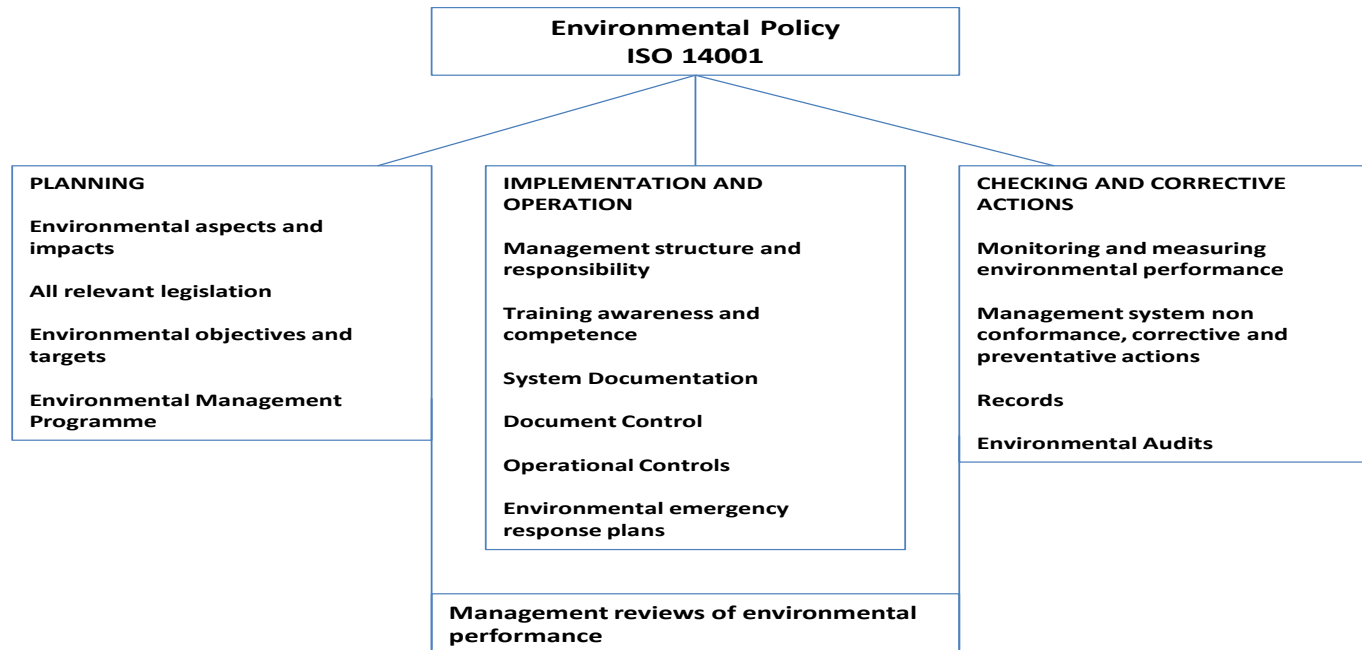 Environmental Policy
ISO 14001
PLANNING
Environmental aspects and
impacts
All relevant legislation
Environmental objectives and
targets
Environmental Management
Programme
IMPLEMENTATION AND
OPERATION
Management structure and
responsibility
Training awareness and
competence
System Documentation
Document Control
Operational Controls
Environmental emergency
response plans
CHECKING AND CORRECTIVE
ACTIONS
Monitoring and measuring
environmental performance
Management system non
conformance, corrective and
preventative actions
Records
Environmental Audits
Management reviews of environmental
performance